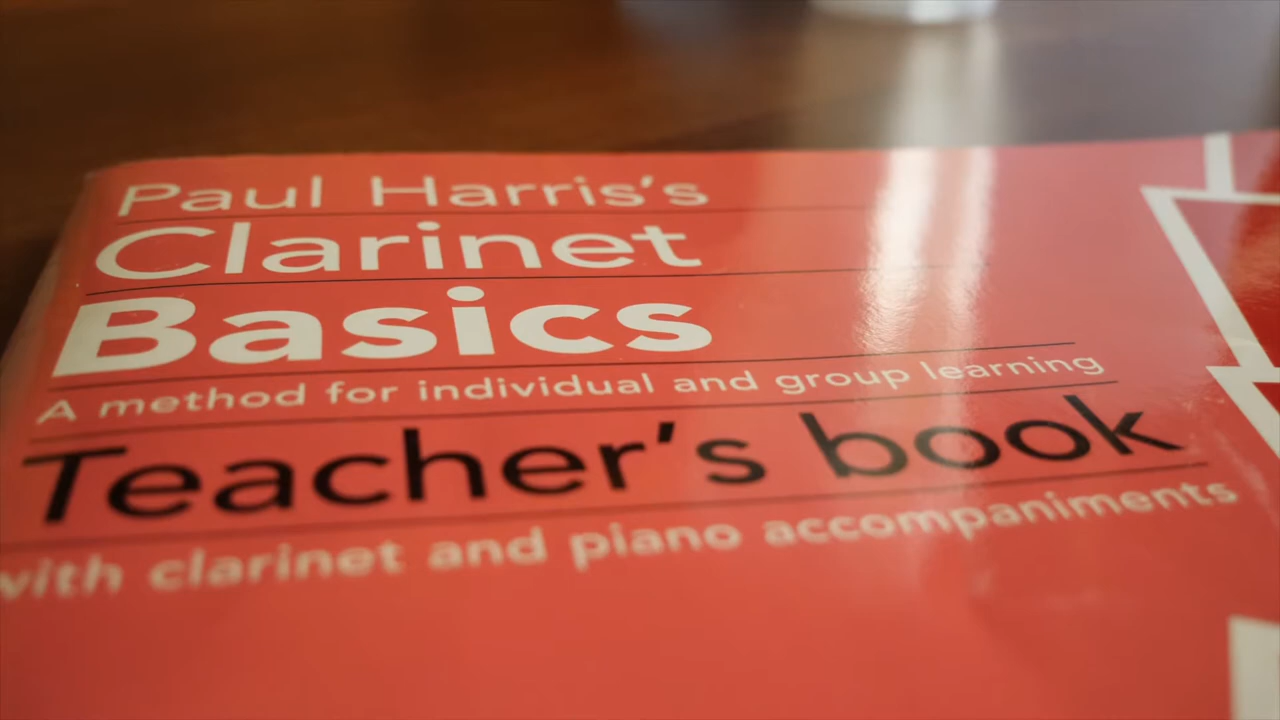 Paul Harris's
Clarinet
Basics
A method for individual and group learning
Teacher's book
with clarinet and piano accompaniments